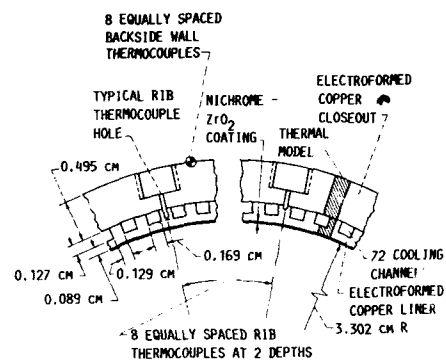 8 EQUALLY SPACED
BACKSIDE WALL
THERMOCOUPLES
TYPICAL RIB
THERMOCOUPLE
HOLE
NICHROME -
ZrO2
COATING
ELECTROFORMED
COPPER
CLOSEOUT
THERMAL
MODEL
0.495 CM
0.127 CM
0.089 CM
0.129 CM
0.169 CM
72 COOLING
CHANNEL
ELECTROFORMED
COPPER LINER
3.302 CM R
8 EQUALLY SPACED RIB
THERMOCOUPLES AT 2 DEPTHS